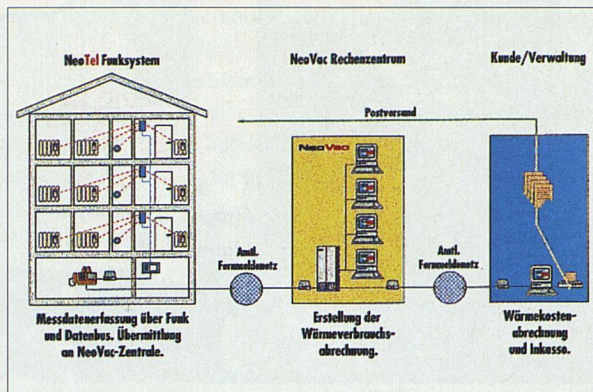 NeoTel Funksystem
NeoVac Rechenzentrum
Kunde/Verwaltung
Postversand
NeoVac
Amtl.
Fernmeldenetz
Amtl.
Fernmeldenetz
Messdatenerfassung über Funk
und Datenbus. Übermittlung
an NeoVac-Zentrale.
Erstellung der
Wärmeverbrauchs-
abrechnung.
Wärmekosten-
abrechnung
und Inkasso.